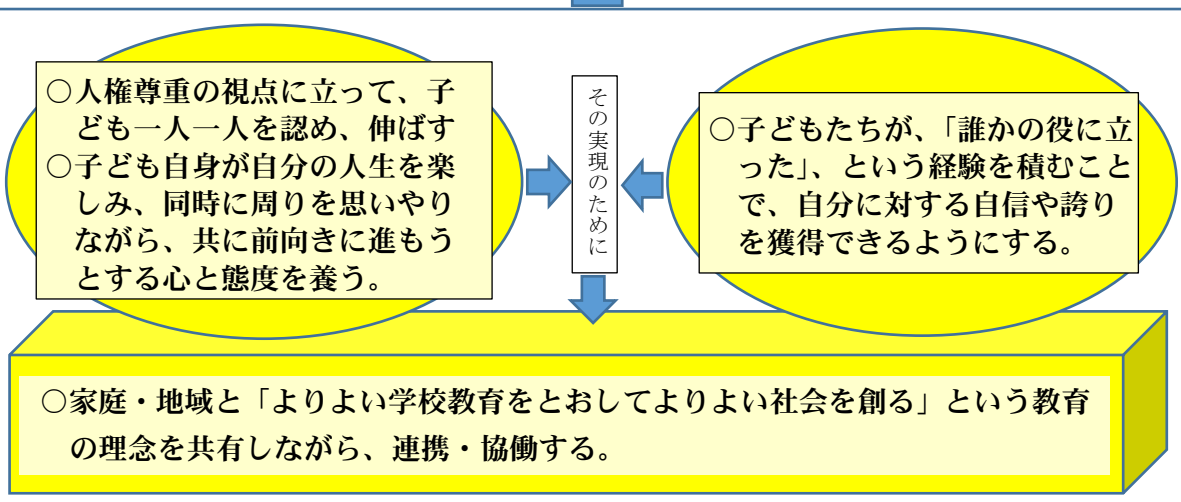 ○人権尊重の視点に立って、子
ども一人一人を認め、伸ばす
○子ども自身が自分の人生を楽
しみ、同時に周りを思いやり
ながら、共に前向きに進もう
とする心と態度を養う。
その実現のために
○子どもたちが、「誰かの役に立
った」、という経験を積むこと
で、自分に対する自信や誇り
を獲得できるようにする。
○家庭・地域と「よりよい学校教育をとおしてよりよい社会を創る」という教育
の理念を共有しながら、連携・協働する。